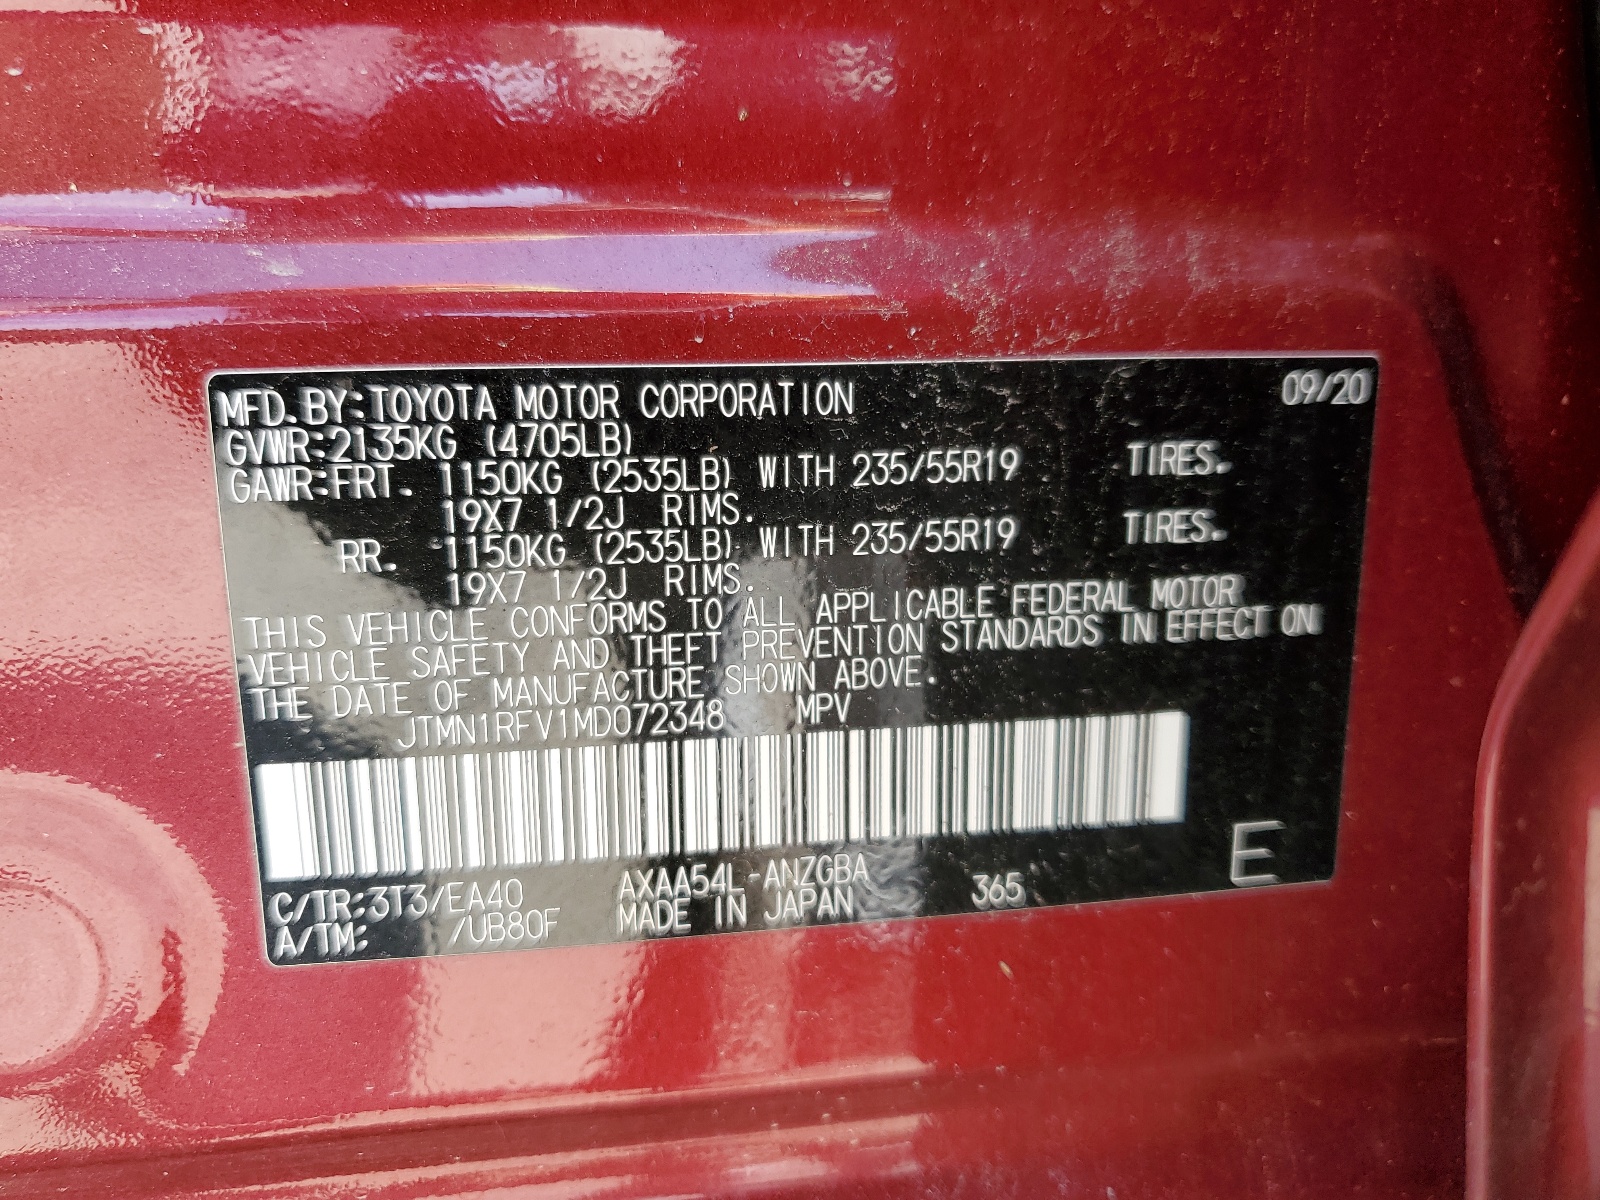 09/20
MFD. BY: TOYOTA MOTOR CORPORATION
GVWR: 2135KG (4705LB)
GAWR: FRT. 1150KG (2535LB) WITH 235/55R19 TIRES.
19X7 1/2J RIMS.
RR. 1150KG (2535LB) WITH 235/55R19 TIRES.
19X7 1/2J RIMS.
THIS VEHICLE CONFORMS TO ALL APPLICABLE FEDERAL MOTOR
VEHICLE SAFETY AND THEFT PREVENTION STANDARDS IN EFFECT ON
THE DATE OF MANUFACTURE SHOWN ABOVE.
JTMN1RFV1MD072348 MPV
E
C/TR: 3T3/EA40 AXAA54L-ANZGBA 365
A/TM: /UB80F MADE IN JAPAN